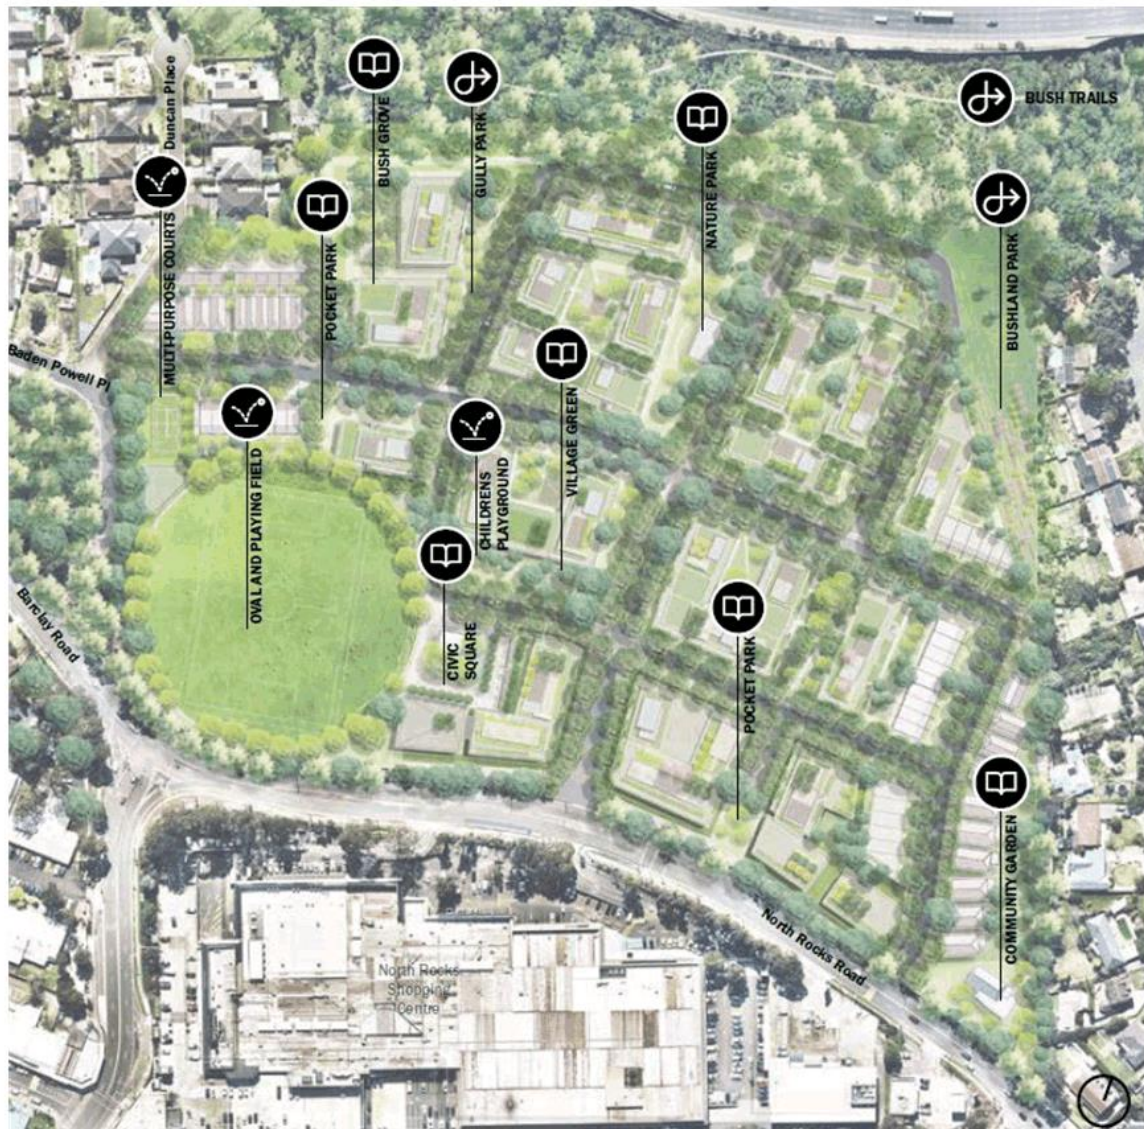 Duncan Place
BUSH GROVE
GULLY PARK
NATURE PARK
BUSH TRAILS
MULTI-PURPOSE COURTS
POCKET PARK
BUSHLAND PARK
Baden Powell Pl
OVAL AND PLAYING FIELD
CHILDRENS
PLAYGROUND
VILLAGE GREEN
Barclay Road
CIVIC
SQUARE
POCKET PARK
COMMUNITY GARDEN
North Rocks Road
North Rocks
Shopping
Centre